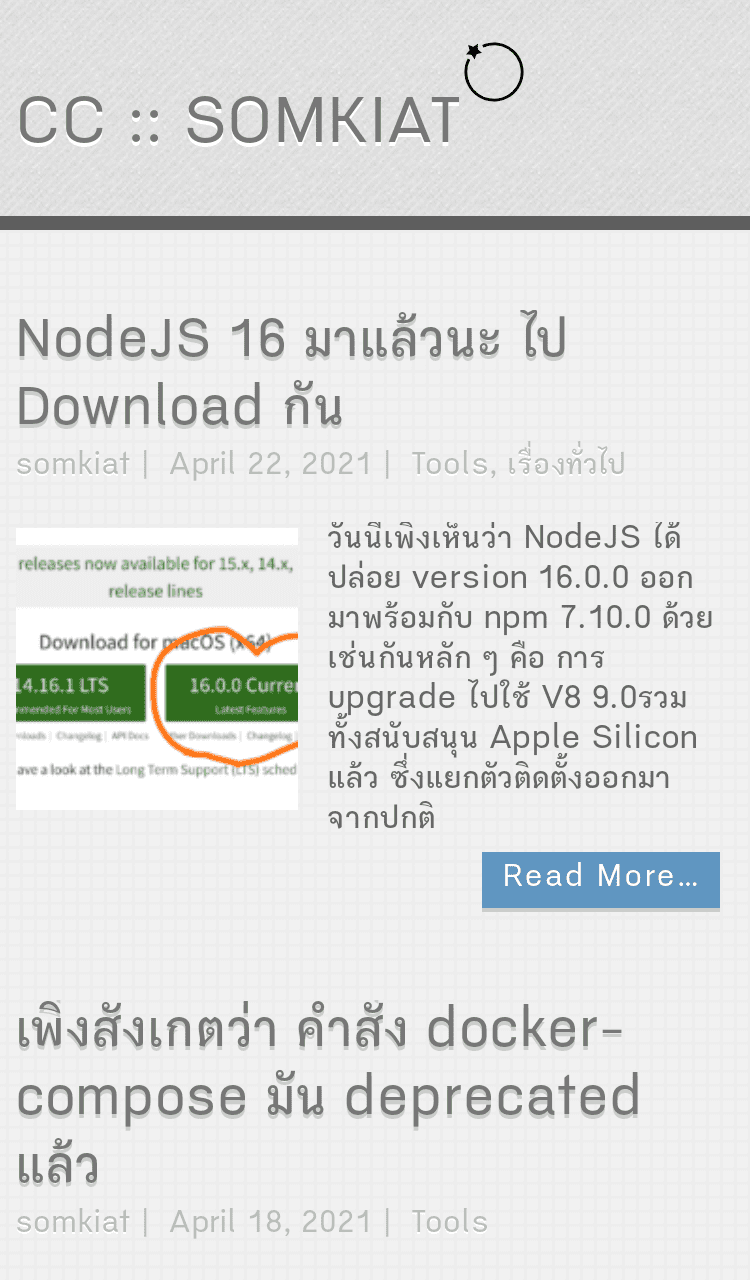 CC :: SOMKIAT
NodeJS 16 มาแล้วนะ ไป
Download กัน
somkiat | April 22, 2021 | Tools, เรื่องทั่วไป
releases now available for 15.x, 14.x,
release lines
Download for macOS (x64)
14.16.1 LTS
16.0.0 Curre
mended For Most Users
Latest Features
nloads | Changelog | API Docs
ther Downloads | Changelog |
ave a look at the Long Term Support (LTS) sched
วันนี้เพิ่งเห็นว่า NodeJS ได้
ปล่อย version 16.0.0 ออก
มาพร้อมกับ npm 7.10.0 ด้วย
เช่นกันหลัก ๆ คือ การ
upgrade ไปใช้ V8 9.0รวม
ทั้งสนับสนุน Apple Silicon
แล้ว ซึ่งแยกตัวติดตั้งออกมา
จากปกติ
Read More…
เพิ่งสังเกตว่า คำสั่ง docker-
compose มัน deprecated
แล้ว
somkiat | April 18, 2021 | Tools